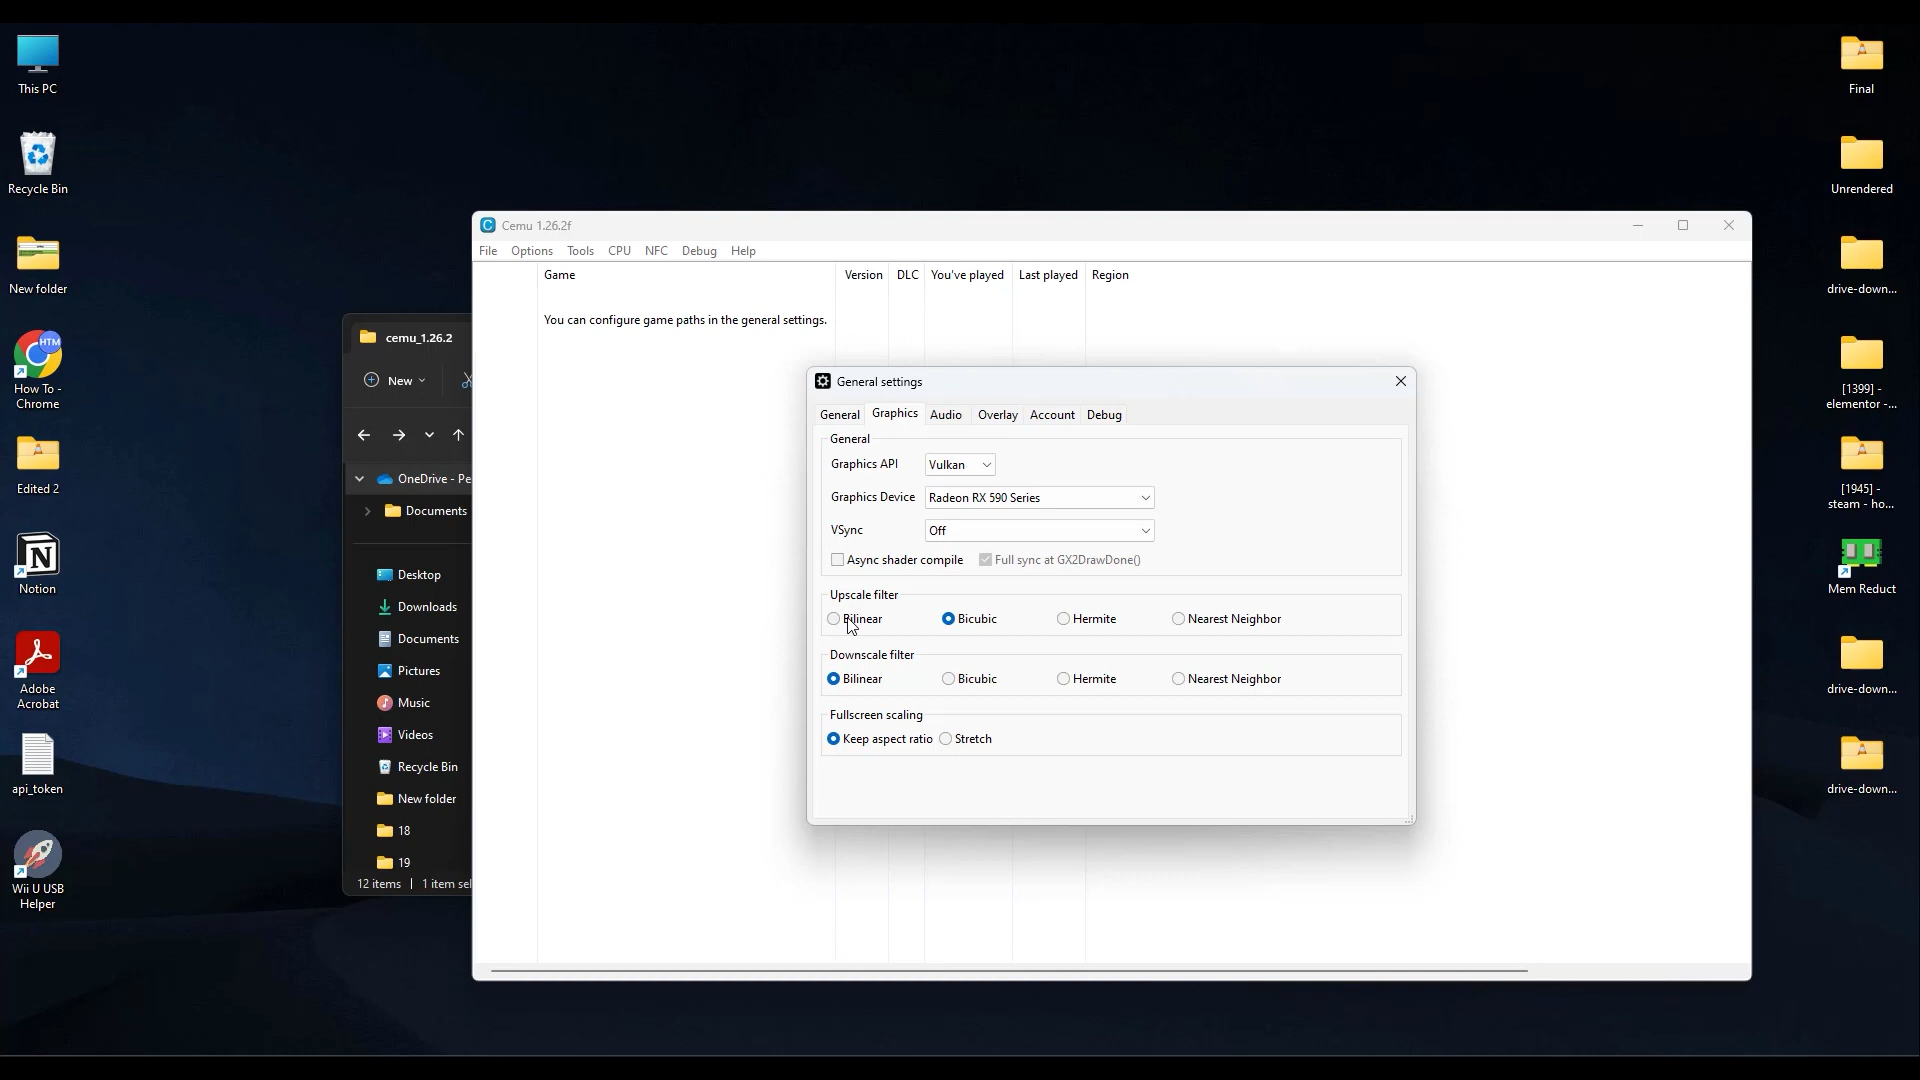 This PC
Recycle Bin
New folder
HTM
How To -
Chrome
Edited 2
Notion
Adobe
Acrobat
api_token
Wii U USB
Helper
cemu_1.26.2
New
OneDrive - Pe
Documents
Desktop
Downloads
Documents
Pictures
Music
Videos
Recycle Bin
New folder
18
19
12 items
1 item sel
Cemu 1.26.2f
File Options Tools CPU NFC Debug Help
Game Version DLC You've played Last played Region
You can configure game paths in the general settings.
General settings
General Graphics Audio Overlay Account Debug
General
Graphics API Vulkan
Graphics Device Radeon RX 590 Series
VSync Off
Async shader compile Full sync at GX2DrawDone()
Upscale filter
Bilinear Bicubic Hermite Nearest Neighbor
Downscale filter
Bilinear Bicubic Hermite Nearest Neighbor
Fullscreen scaling
Keep aspect ratio Stretch
Final
Unrendered
drive-down...
[1399] -
elementor -...
[1945] -
steam - ho...
Mem Reduct
drive-down...
drive-down...